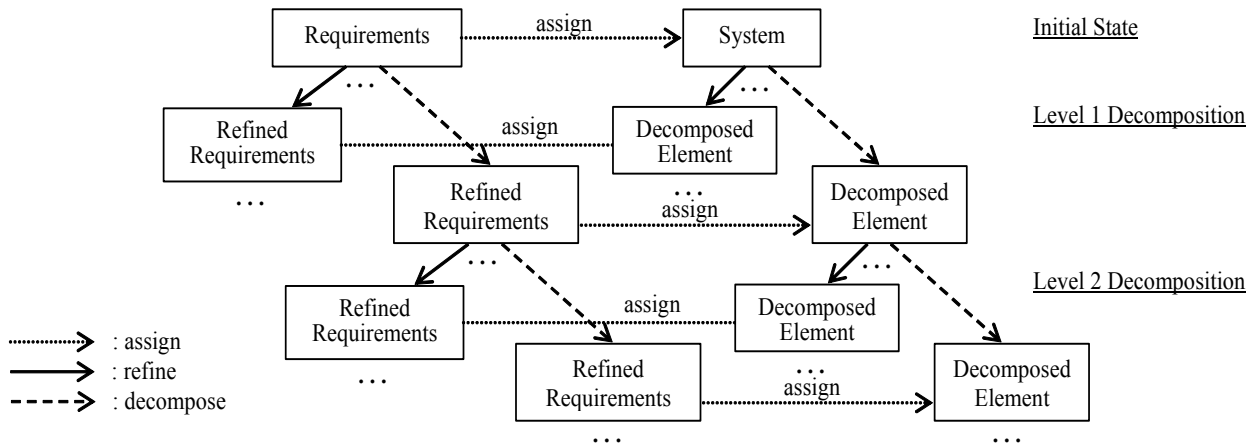 Requirements
assign
System
Initial State
. . .
. . .
Refined
Requirements
assign
Decomposed
Element
Level 1 Decomposition
. . .
. . .
Refined
Requirements
assign
Decomposed
Element
. . .
. . .
Refined
Requirements
assign
Decomposed
Element
Level 2 Decomposition
. . .
. . .
Refined
Requirements
assign
Decomposed
Element
. . .
. . .
: assign
: refine
: decompose